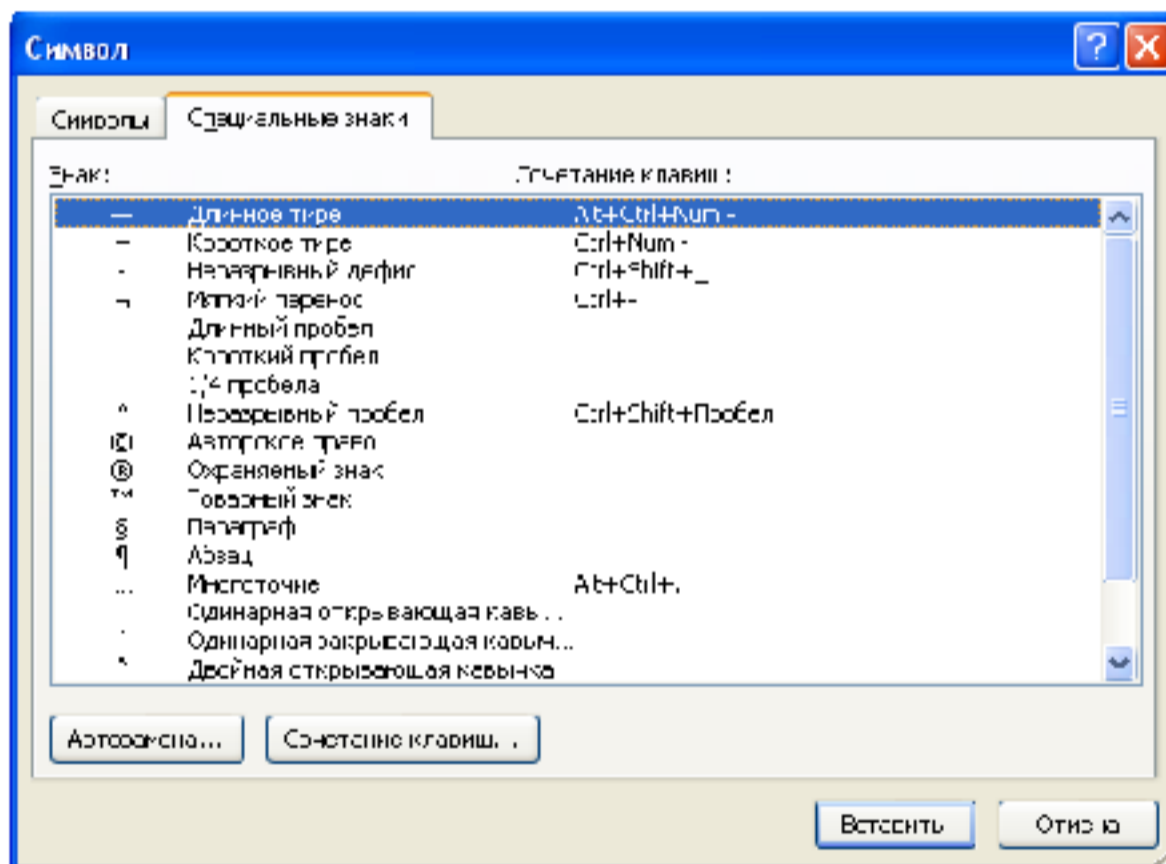 Символ
Символы Специальные знаки
Знак: Сочетание клавиш:
— Длинное тире Alt+Ctrl+Num -
– Короткое тире Ctrl+Num -
- Неразрывный дефис Ctrl+Shift+_
¬ Мягкий перенос Ctrl+-
Длинный пробел
Короткий пробел
1/4 пробела
° Неразрывный пробел Ctrl+Shift+Пробел
© Авторское право
® Охраняемый знак
™ Товарный знак
§ Параграф
¶ Абзац
… Многоточие Alt+Ctrl+.
Одинарная открывающая кавы...
Одинарная закрывающая кавыч...
Двойная открывающая кавычка
Автозамена... Сочетание клавиш...
Вставить Отмена